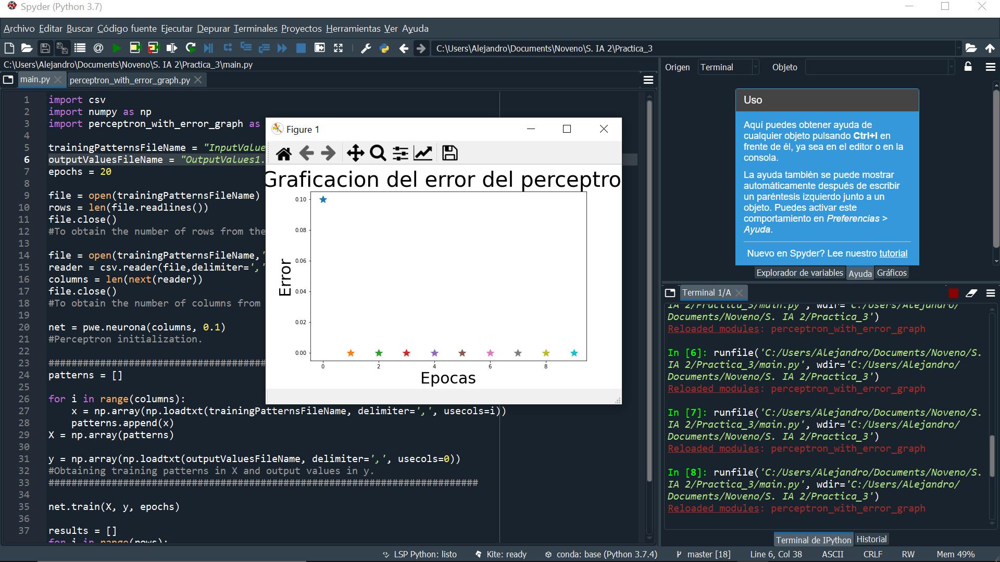 Spyder (Python 3.7)
Archivo Editar Buscar Código fuente Ejecutar Depurar Terminales Proyectos Herramientas Ver Ayuda
C:\Users\Alejandro\Documents\Noveno\S. IA 2\Practica_3
C:\Users\Alejandro\Documents\Noveno\S. IA 2\Practica_3\main.py
main.py
perceptron_with_error_graph.py
1 import csv
2 import numpy as np
3 import perceptron_with_error_graph as
4
5 trainingPatternsFileName = "InputValue
6 outputValuesFileName = "OutputValues1.
7 epochs = 20
8
9 file = open(trainingPatternsFileName)
10 rows = len(file.readlines())
11 file.close()
12 #To obtain the number of rows from the
13
14 file = open(trainingPatternsFileName,'
15 reader = csv.reader(file,delimiter=','
16 columns = len(next(reader))
17 file.close()
18 #To obtain the number of columns from
19
20 net = pwe.neurona(columns, 0.1)
21 #Perceptron initialization.
22
23 ######################################
24 patterns = []
25
26 for i in range(columns):
27     x = np.array(np.loadtxt(trainingPatternsFileName, delimiter=',', usecols=i))
28     patterns.append(x)
29 X = np.array(patterns)
30
31 y = np.array(np.loadtxt(outputValuesFileName, delimiter=',', usecols=0))
32 #Obtaining training patterns in X and output values in y.
33 ###########################################################################
34
35 net.train(X, y, epochs)
36
37 results = []
for i in range(rows):
Figure 1
Graficacion del error del perceptro
Error
0.10
0.08
0.06
0.04
0.02
0.00
0 2 4 6 8
Epocas
Origen Terminal Objeto
Uso
Aquí puedes obtener ayuda de
cualquier objeto pulsando Ctrl+I en
frente de él, ya sea en el editor o en la
consola.
La ayuda también se puede mostrar
automáticamente después de escribir
un paréntesis izquierdo junto a un
objeto. Puedes activar este
comportamiento en Preferencias >
Ayuda.
Nuevo en Spyder? Lee nuestro tutorial
Explorador de variables Ayuda Gráficos
Terminal 1/A
IA 2/Practica_3/main.py', wdir='C:/Users/Alejandro/
Documents/Noveno/S. IA 2/Practica_3')
Reloaded modules: perceptron_with_error_graph
In [6]: runfile('C:/Users/Alejandro/Documents/Noveno/S.
IA 2/Practica_3/main.py', wdir='C:/Users/Alejandro/
Documents/Noveno/S. IA 2/Practica_3')
Reloaded modules: perceptron_with_error_graph
In [7]: runfile('C:/Users/Alejandro/Documents/Noveno/S.
IA 2/Practica_3/main.py', wdir='C:/Users/Alejandro/
Documents/Noveno/S. IA 2/Practica_3')
Reloaded modules: perceptron_with_error_graph
In [8]: runfile('C:/Users/Alejandro/Documents/Noveno/S.
IA 2/Practica_3/main.py', wdir='C:/Users/Alejandro/
Documents/Noveno/S. IA 2/Practica_3')
Reloaded modules: perceptron_with_error_graph
Terminal de IPython Historial
LSP Python: listo Kite: ready conda: base (Python 3.7.4) master [18] Line 6, Col 38 ASCII CRLF RW Mem 49%